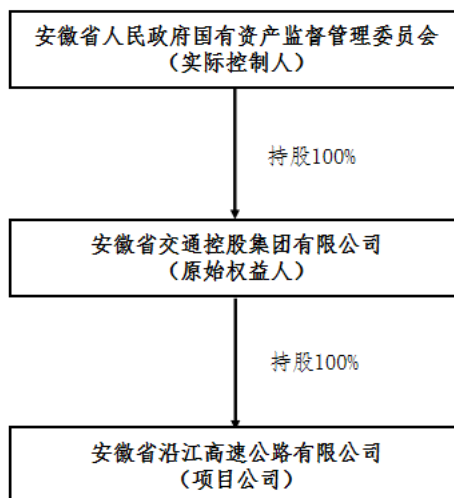 安徽省人民政府国有资产监督管理委员会
（实际控制人）
持股100%
安徽省交通控股集团有限公司
（原始权益人）
持股100%
安徽省沿江高速公路有限公司
（项目公司）